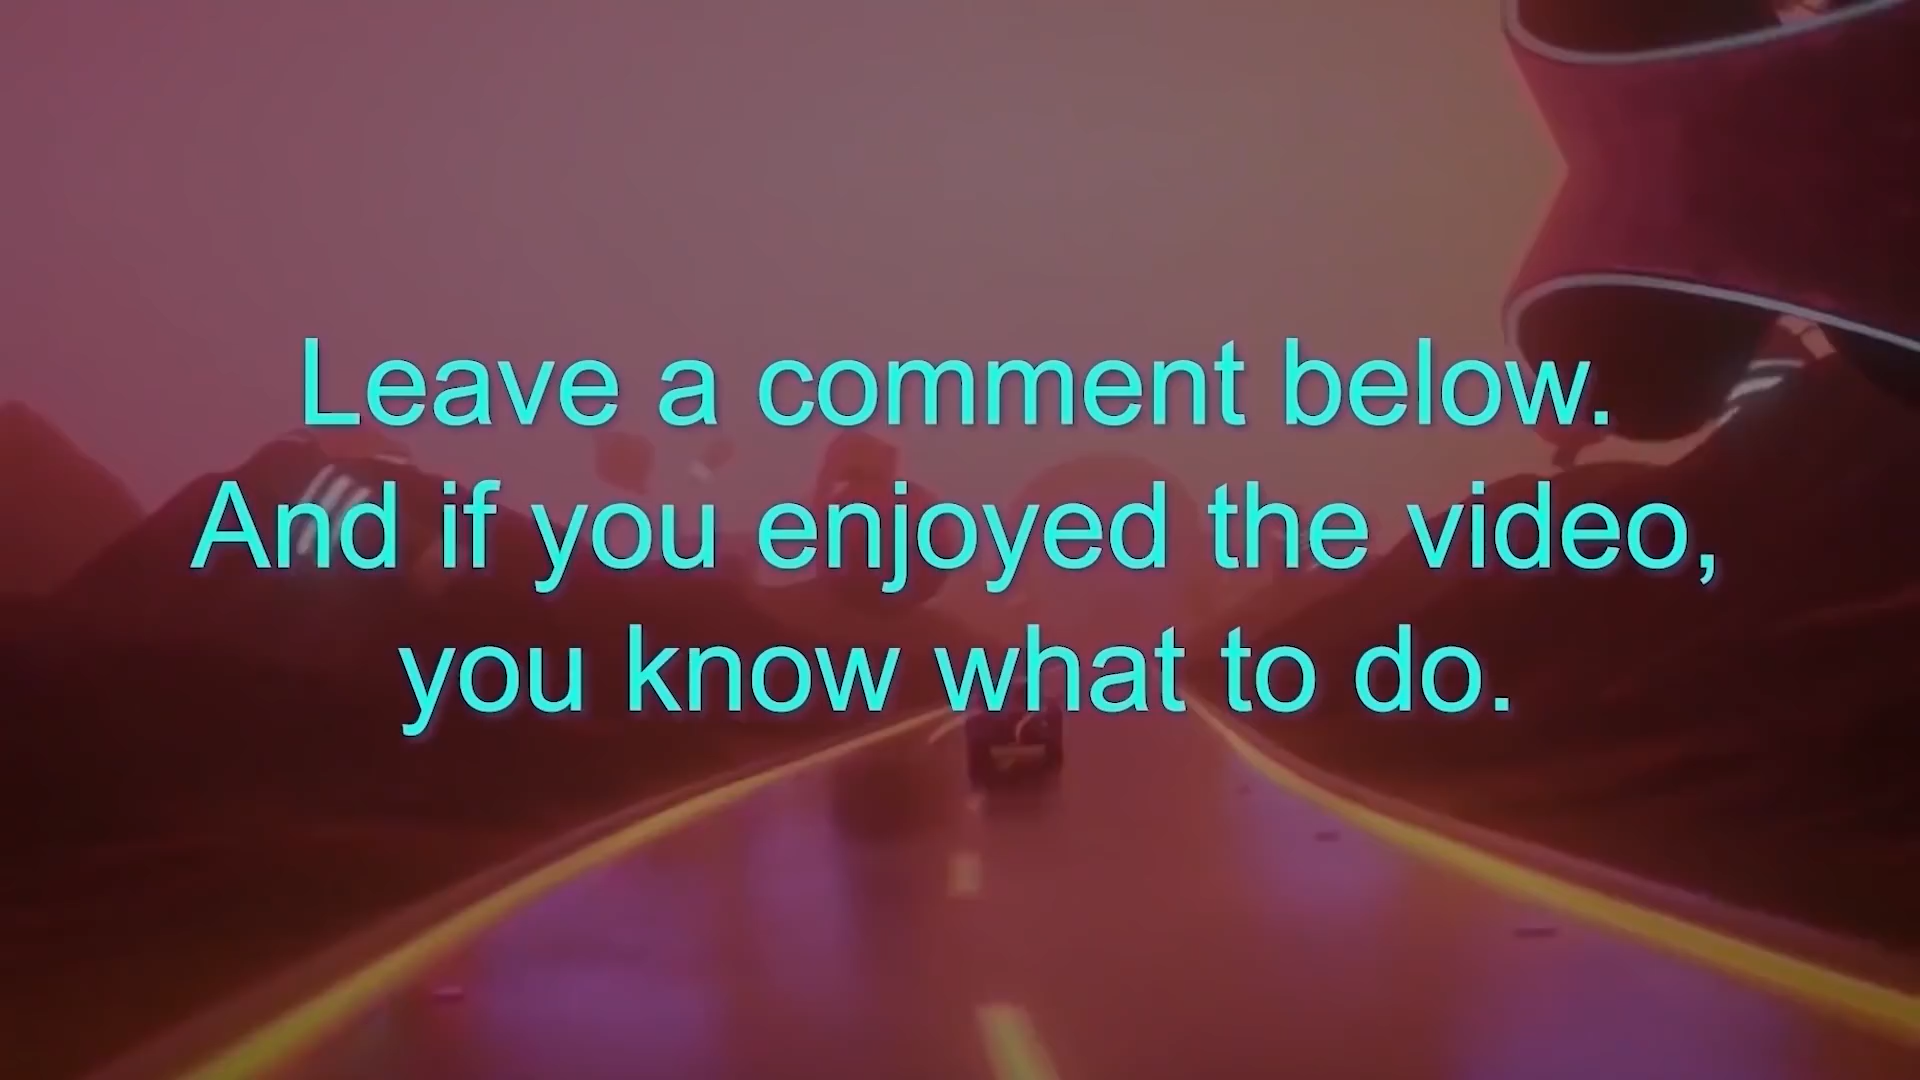 Leave a comment below.
And if you enjoyed the video,
you know what to do.